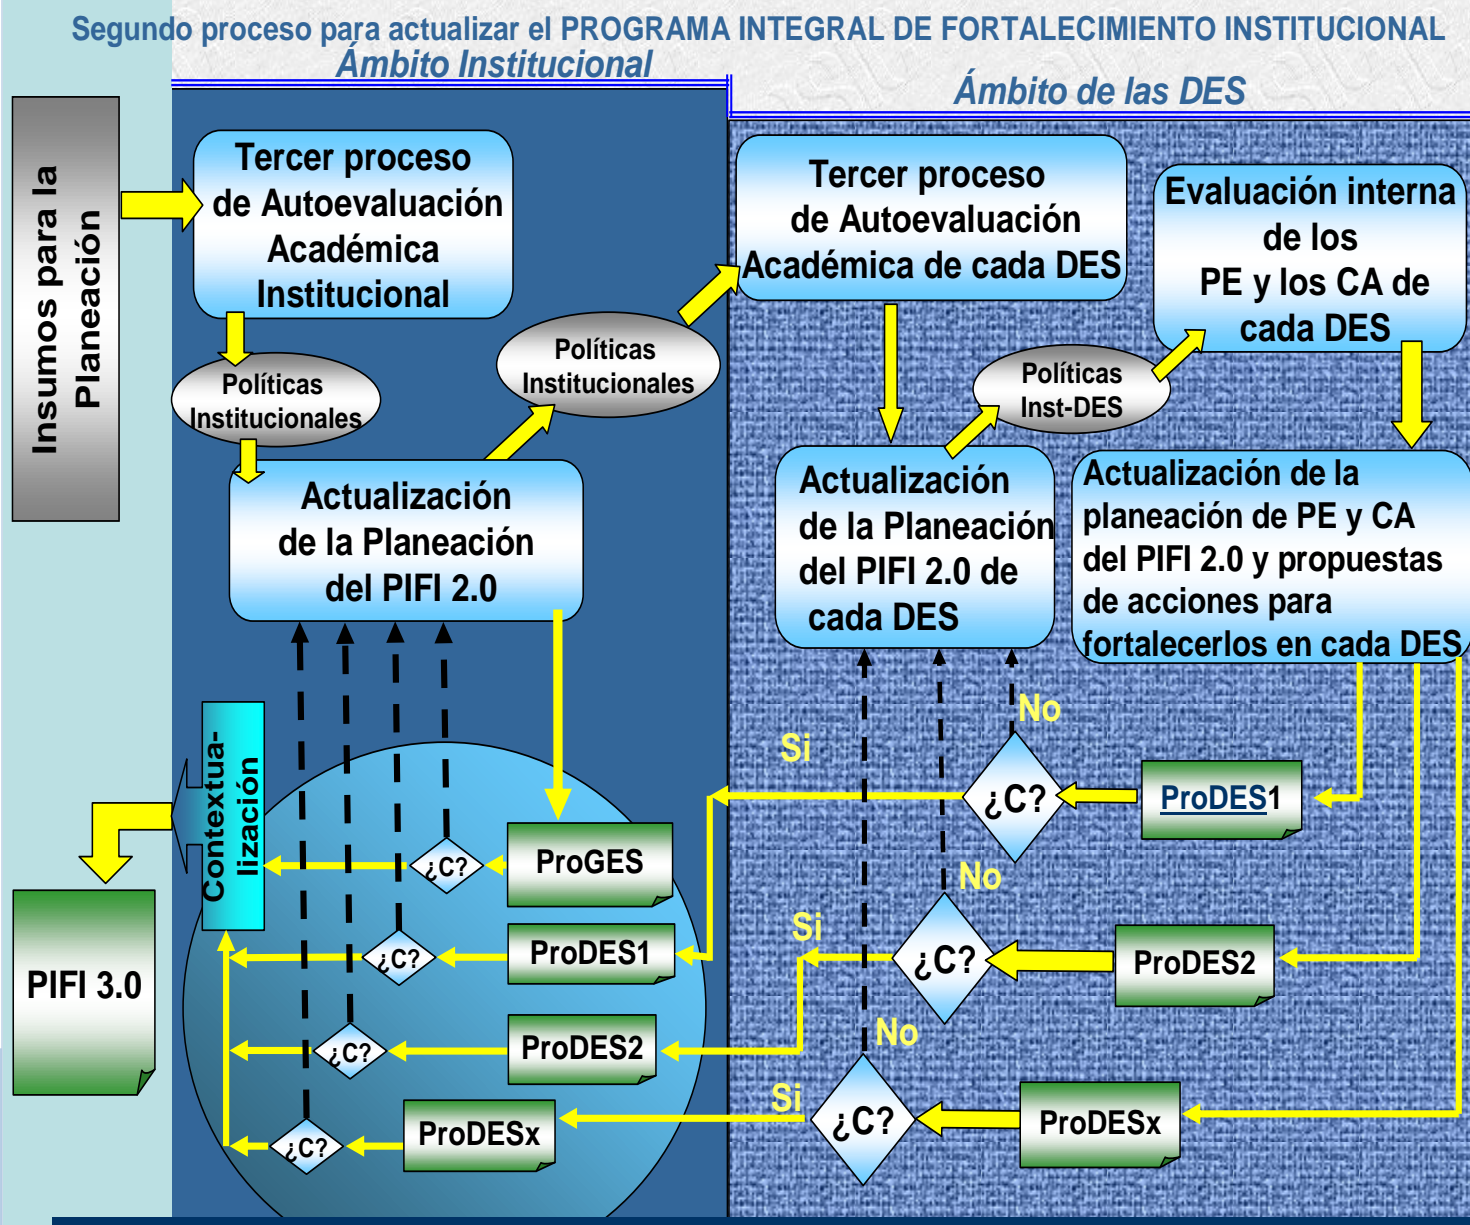 Segundo proceso para actualizar el PROGRAMA INTEGRAL DE FORTALECIMIENTO INSTITUCIONAL
Ámbito Institucional
Ámbito de las DES
Insumos para la
Planeación
Tercer proceso
de Autoevaluación
Académica
Institucional
Políticas
Institucionales
Actualización
de la Planeación
del PIFI 2.0
Políticas
Institucionales
Tercer proceso
de Autoevaluación
Académica de cada DES
Actualización
de la Planeación
del PIFI 2.0 de
cada DES
Políticas
Inst-DES
Evaluación interna
de los
PE y los CA de
cada DES
Actualización de la
planeación de PE y CA
del PIFI 2.0 y propuestas
de acciones para
fortalecerlos en cada DES
No
Si
¿C?
ProDES1
No
Si
¿C?
ProDES2
No
Si
¿C?
ProDESx
Contextua-
lización
¿C?
ProGES
¿C?
ProDES1
¿C?
ProDES2
¿C?
ProDESx
PIFI 3.0